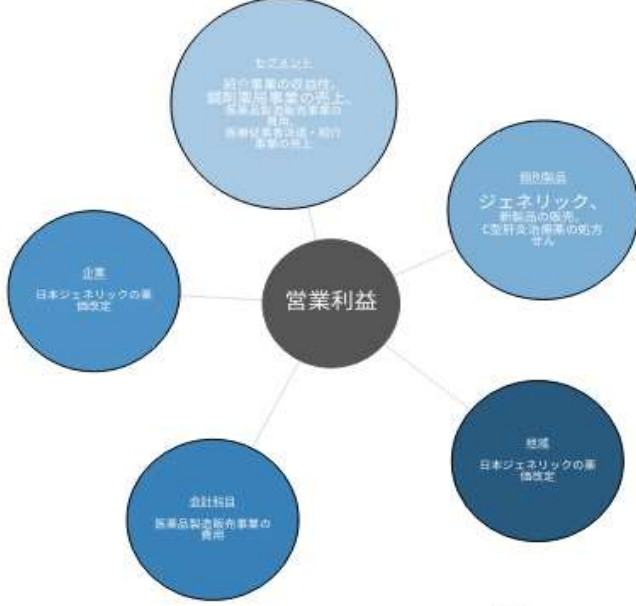 セグメント
紹介事業の収益性、
調剤薬局事業の売上、
医薬品製造販売事業の
費用、
医療従事者派遣・紹介
事業の売上
個別製品
ジェネリック、
新製品の販売、
C型肝炎治療薬の処方
せん
企業
日本ジェネリックの薬
価改定
営業利益
地域
日本ジェネリックの薬
価改定
会計科目
医薬品製造販売事業の
費用